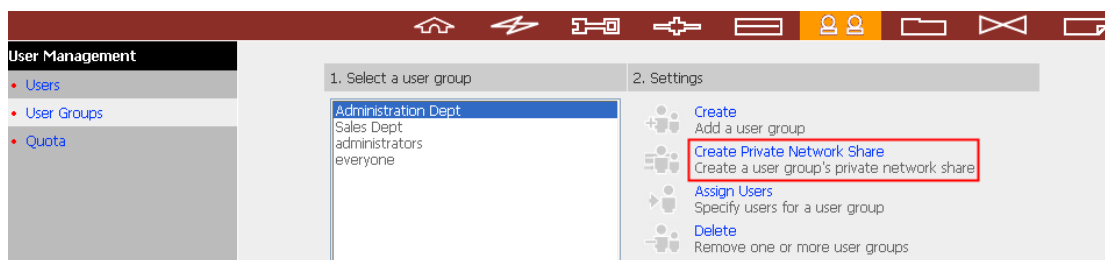 User Management
Users
User Groups
Quota
1. Select a user group
Administration Dept
Sales Dept
administrators
everyone
2. Settings
Create
Add a user group
Create Private Network Share
Create a user group's private network share
Assign Users
Specify users for a user group
Delete
Remove one or more user groups